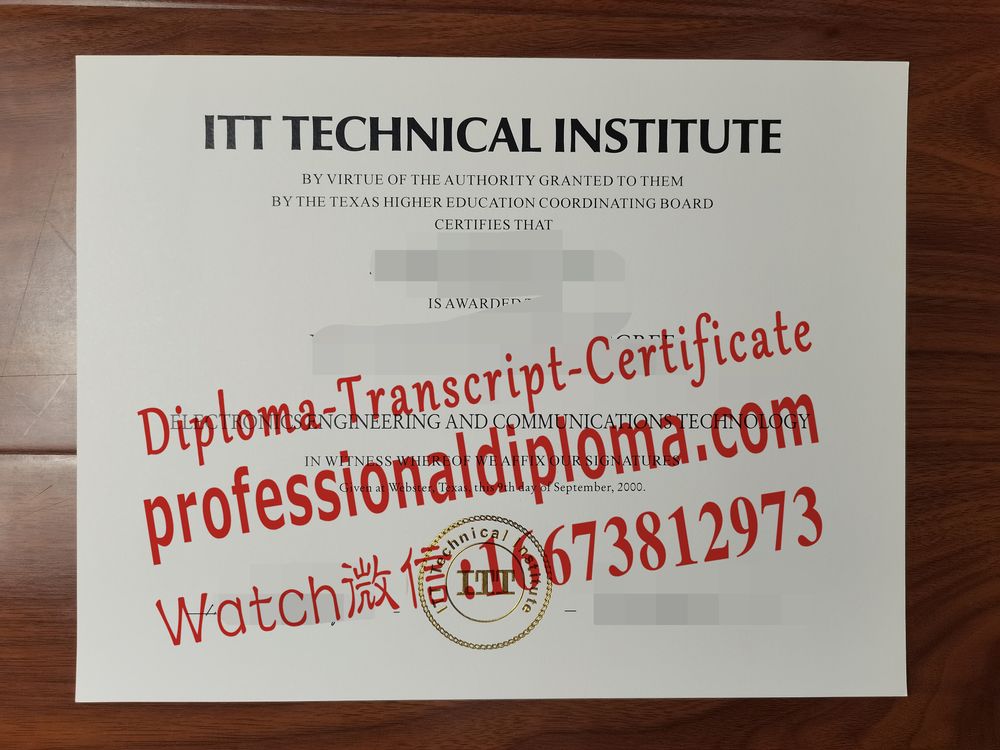 ITT TECHNICAL INSTITUTE
BY VIRTUE OF THE AUTHORITY GRANTED TO THEM
BY THE TEXAS HIGHER EDUCATION COORDINATING BOARD
CERTIFIES THAT
IS AWARDED
Diploma-Transcript-Certificate
ELECTRONICS ENGINEERING AND COMMUNICATIONS TECHNOLOGY
professionaldiploma.com
IN WITNESS WHEREOF WE AFFIX OUR SIGNATURES
Given at Webster, Texas, this 9th day of September, 2000.
Watch微信:16673812973
Technical Institute
ITT